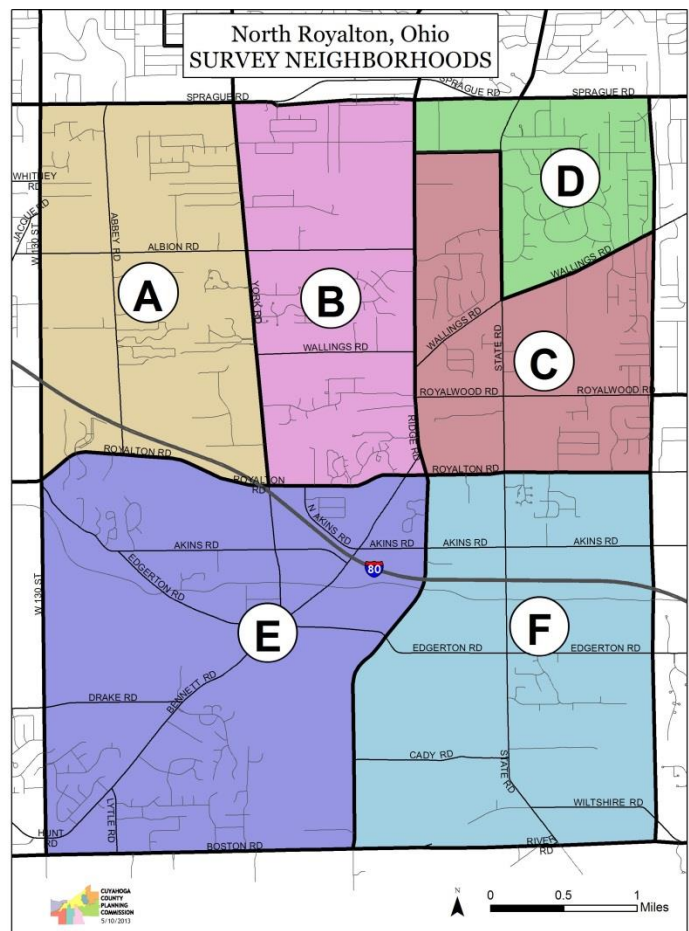 North Royalton, Ohio
SURVEY NEIGHBORHOODS
SPRAGUE RD
SPRAGUE RD
SPRAGUE RD
WHITNEY
RD
JACQUE RD
W 130 ST
ABBEY RD
ALBION RD
YORK RD
A
B
D
WALLINGS RD
WALLINGS RD
WALLINGS RD
STATE RD
C
ROYALWOOD RD
ROYALWOOD RD
RIDGE RD
ROYALTON RD
ROYALTON
RD
ROYALTON RD
N AKINS RD
AKINS RD
AKINS RD
AKINS RD
EDGERTON RD
80
W 130 ST
E
F
EDGERTON RD
EDGERTON RD
BENNETT RD
DRAKE RD
CADY RD
STATE RD
WILTSHIRE RD
LYTLE RD
HUNT
RD
BOSTON RD
RIVER
RD
CUYAHOGA
COUNTY
PLANNING
COMMISSION
5/10/2013
N
0 0.5 1
Miles